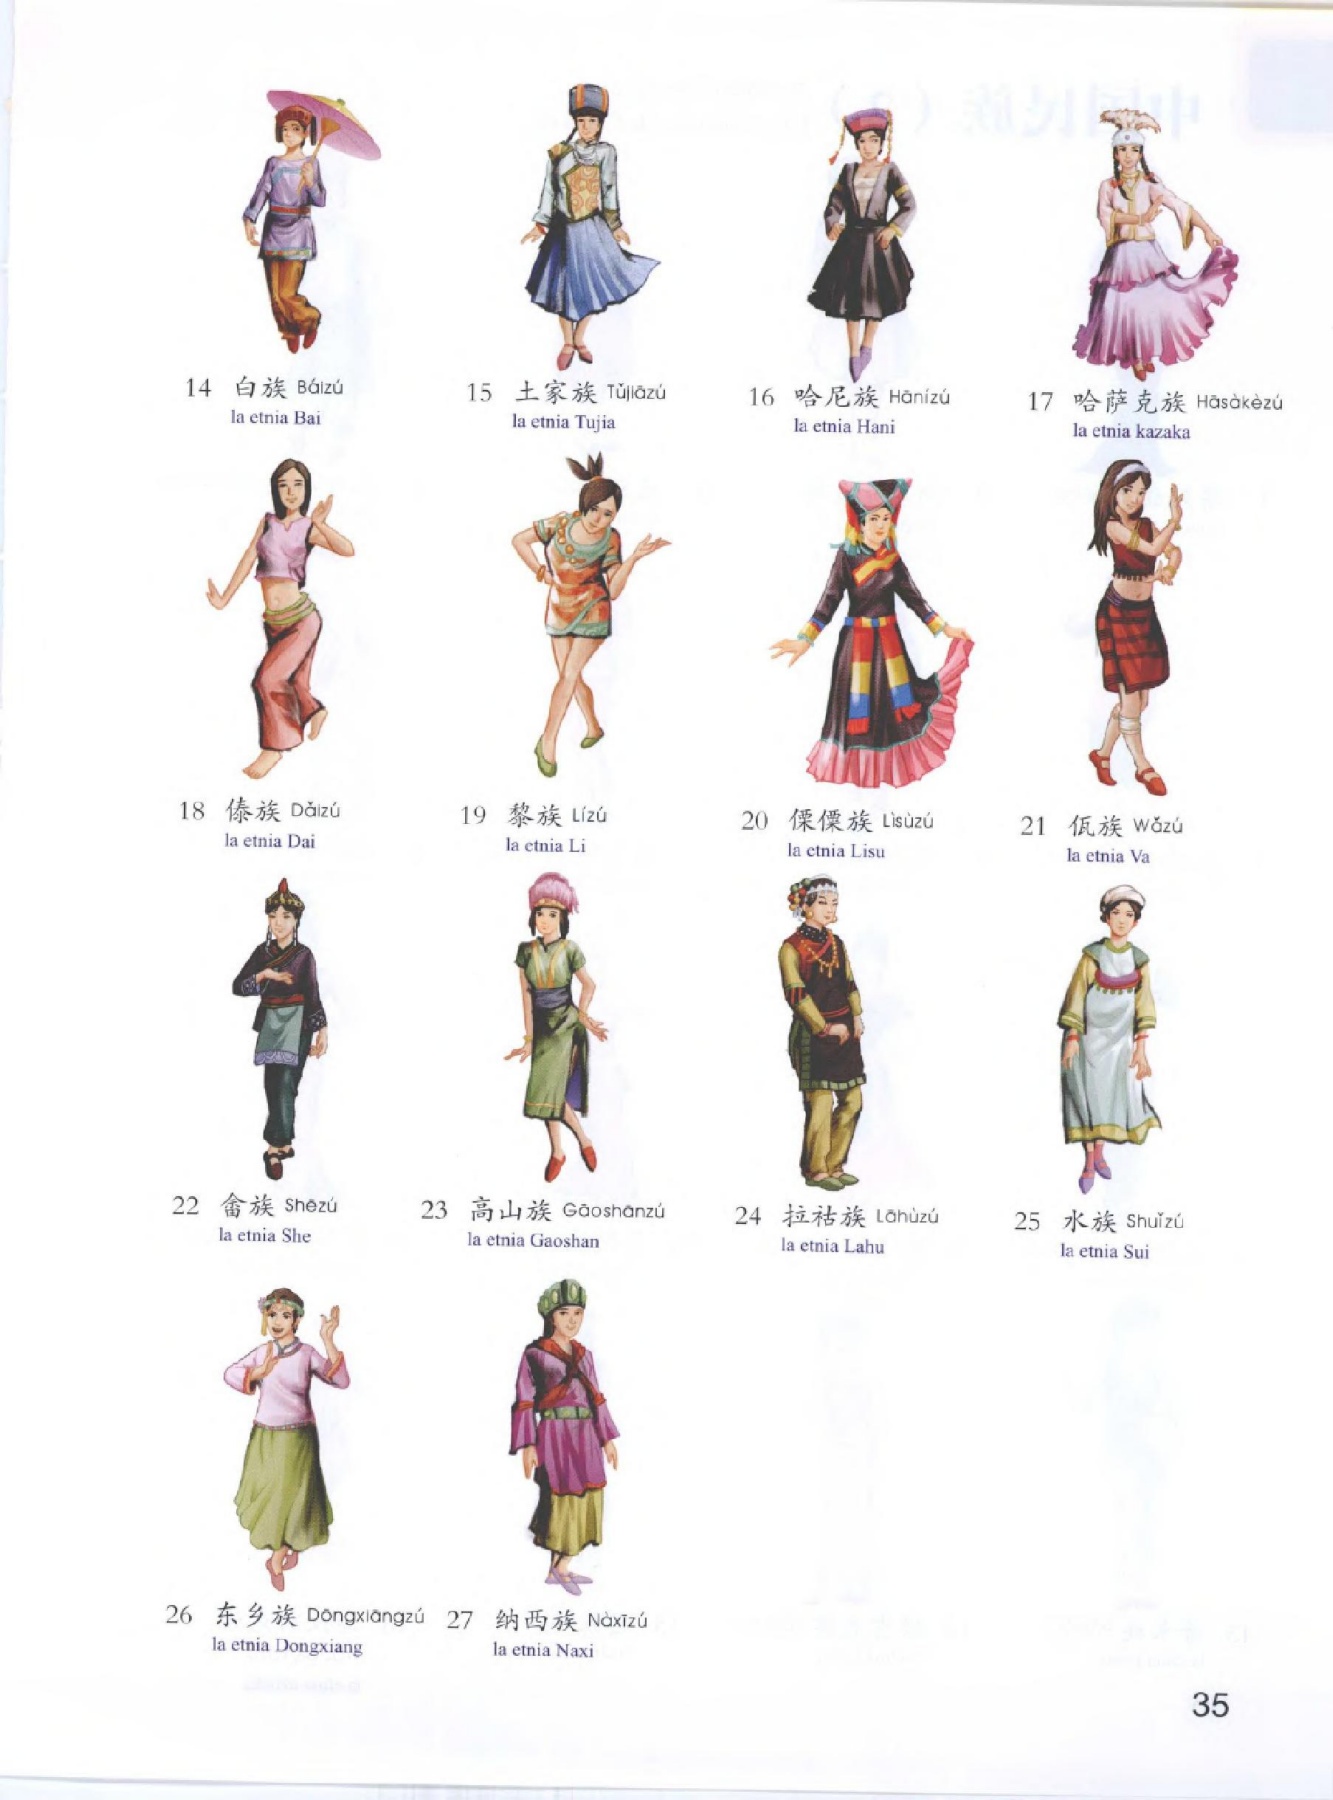 14 白族 Báizú
la etnia Bai
15 土家族 Tǔjiāzú
la etnia Tujia
16 哈尼族 Hānízú
la etnia Hani
17 哈萨克族 Hāsàkèzú
la etnia kazaka
18 傣族 Dǎizú
la etnia Dai
19 黎族 Lízú
la etnia Li
20 傈僳族 Lìsùzú
la etnia Lisu
21 佤族 Wǎzú
la etnia Va
22 畲族 Shēzú
la etnia She
23 高山族 Gāoshānzú
la etnia Gaoshan
24 拉祜族 Lāhùzú
la etnia Lahu
25 水族 Shuǐzú
la etnia Sui
26 东乡族 Dōngxiāngzú
la etnia Dongxiang
27 纳西族 Nàxīzú
la etnia Naxi
35